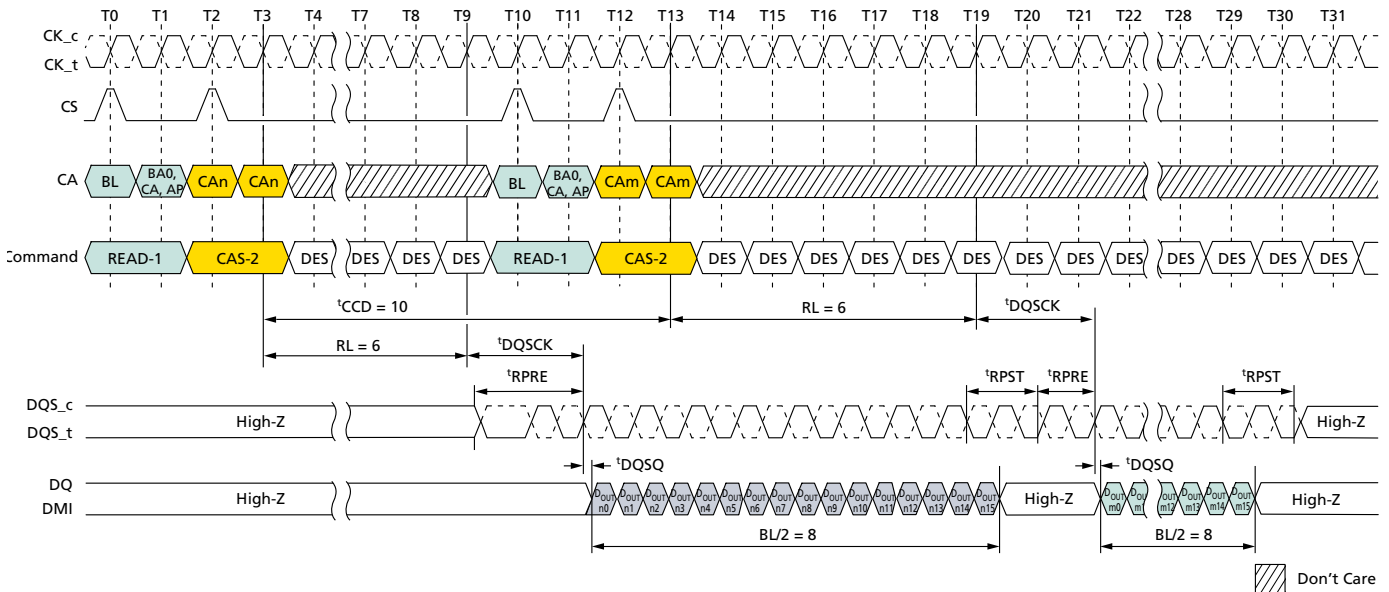 T0 T1 T2 T3 T4 T7 T8 T9 T10 T11 T12 T13 T14 T15 T16 T17 T18 T19 T20 T21 T22 T28 T29 T30 T31
CK_c
CK_t
CS
CA BL BA0, CA, AP CAn CAn BL BA0, CA, AP CAm CAm
Command READ-1 CAS-2 DES DES DES DES READ-1 CAS-2 DES DES DES DES DES DES DES DES DES DES DES DES DES
tCCD = 10 RL = 6 tDQSCK
RL = 6 tDQSCK
tRPRE tRPST tRPRE tRPST
DQS_c
DQS_t
High-Z High-Z
tDQSQ tDQSQ
DQ
DMI
High-Z DOUT n0 DOUT n1 DOUT n2 DOUT n3 DOUT n4 DOUT n5 DOUT n6 DOUT n7 DOUT n8 DOUT n9 DOUT n10 DOUT n11 DOUT n12 DOUT n13 DOUT n14 DOUT n15 High-Z DOUT m0 DOUT m12 DOUT m13 DOUT m14 DOUT m15 High-Z
BL/2 = 8 BL/2 = 8
Don't Care